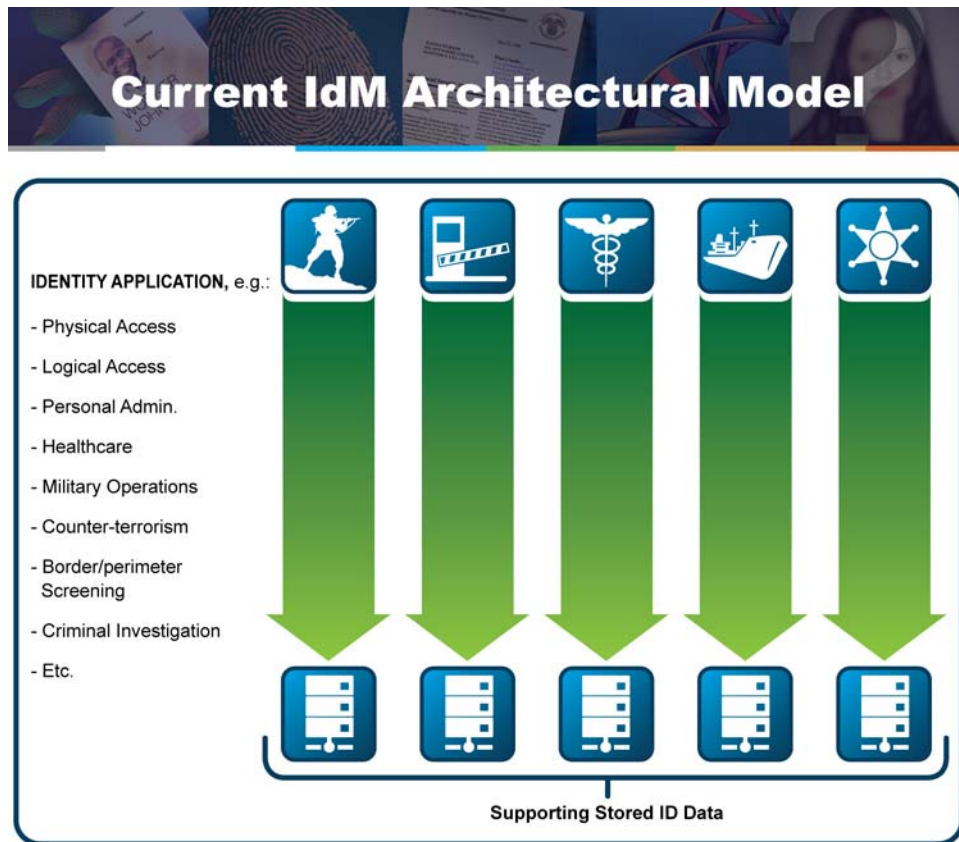 Current IdM Architectural Model
IDENTITY APPLICATION, e.g.:
- Physical Access
- Logical Access
- Personal Admin.
- Healthcare
- Military Operations
- Counter-terrorism
- Border/perimeter
Screening
- Criminal Investigation
- Etc.
Supporting Stored ID Data